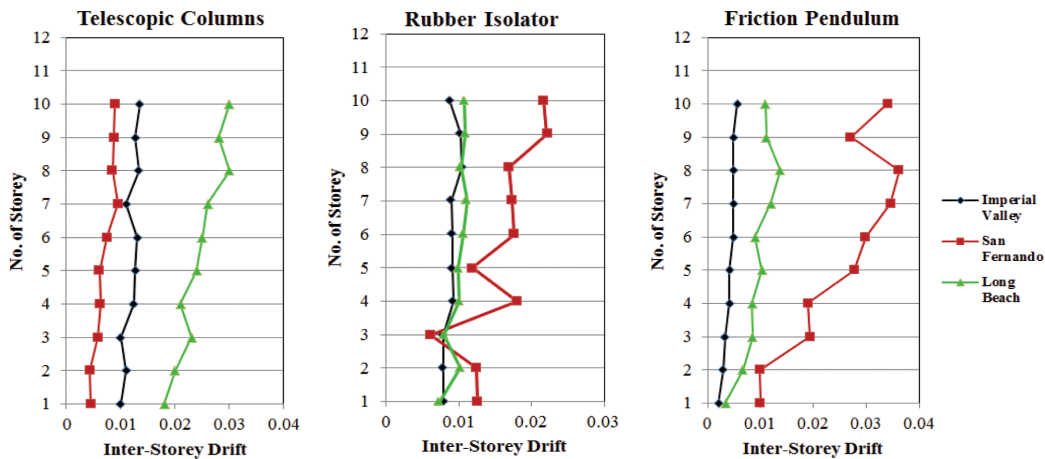 Telescopic Columns
12
11
10
9
8
7
6
5
4
3
2
1
No. of Storey
0 0.01 0.02 0.03 0.04
Inter-Storey Drift
Rubber Isolator
12
11
10
9
8
7
6
5
4
3
2
1
No. of Storey
0 0.01 0.02 0.03
Inter-Storey Drift
Friction Pendulum
12
11
10
9
8
7
6
5
4
3
2
1
No. of Storey
0 0.01 0.02 0.03 0.04
Inter-Storey Drift
Imperial
Valley
San
Fernando
Long
Beach